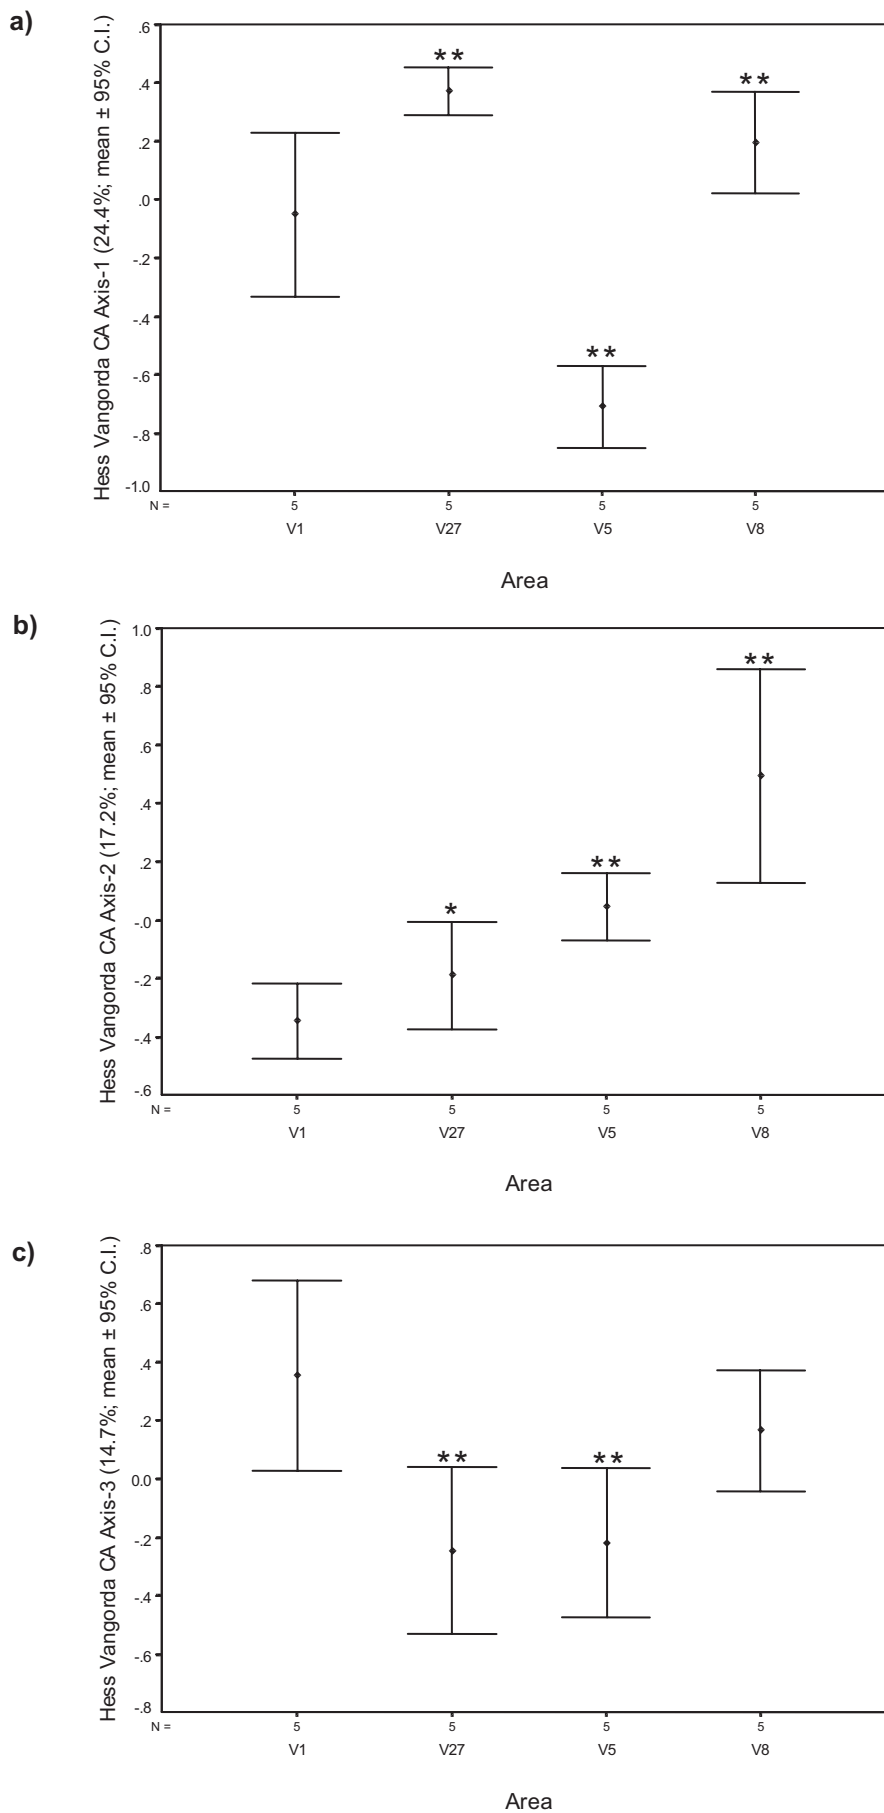 a)
Hess Vangorda CA Axis-1 (24.4%; mean ± 95% C.I.)
.6
.4
.2
.0
-.2
-.4
-.6
-.8
-1.0
**
**
**
N = 5 5 5 5
V1 V27 V5 V8
Area
b)
Hess Vangorda CA Axis-2 (17.2%; mean ± 95% C.I.)
1.0
.8
.6
.4
.2
-.0
-.2
-.4
-.6
**
**
*
N = 5 5 5 5
V1 V27 V5 V8
Area
c)
Hess Vangorda CA Axis-3 (14.7%; mean ± 95% C.I.)
.8
.6
.4
.2
0.0
-.2
-.4
-.6
-.8
** **
N = 5 5 5 5
V1 V27 V5 V8
Area